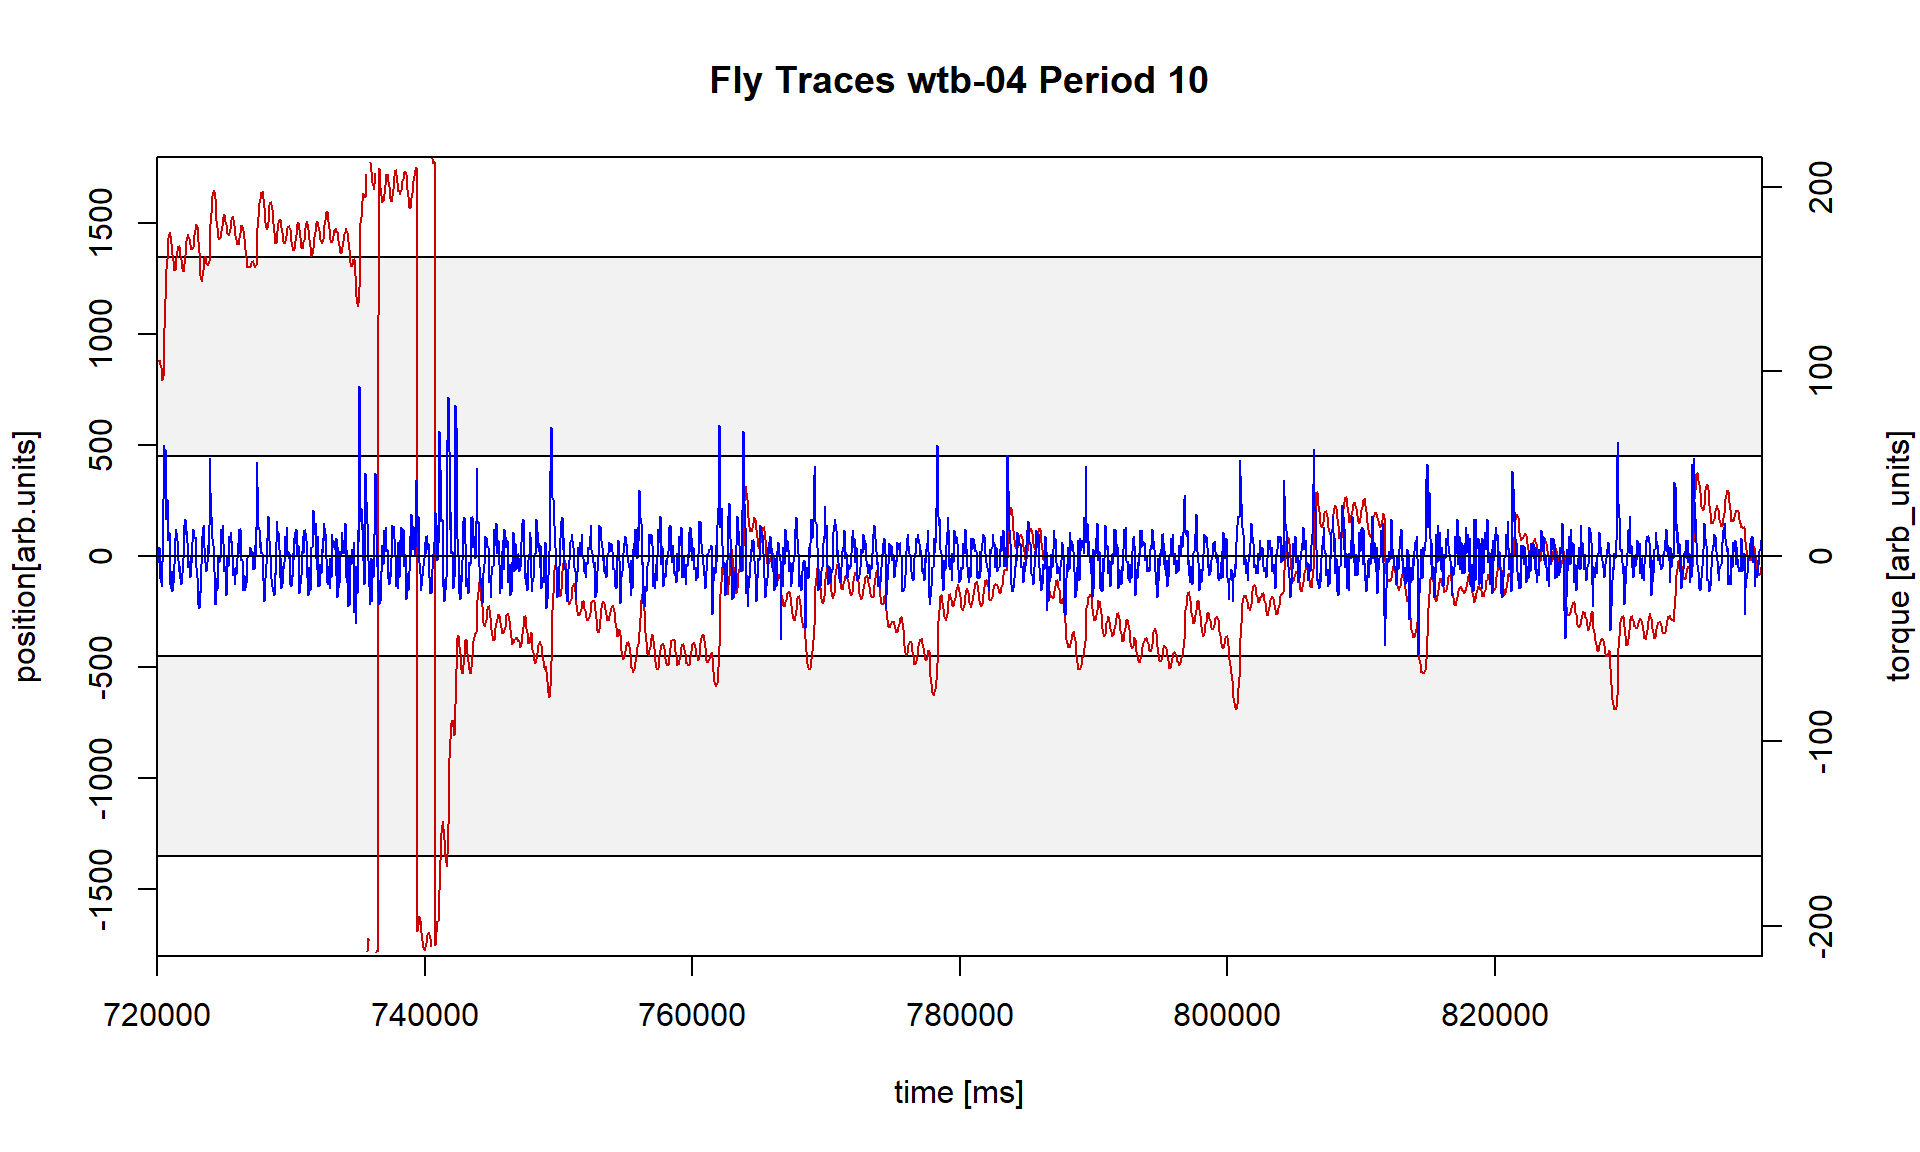 Fly Traces wtb-04 Period 10
position[arb.units]
1500
1000
500
0
-500
-1000
-1500
200
100
0
-100
-200
torque [arb_units]
720000 740000 760000 780000 800000 820000
time [ms]